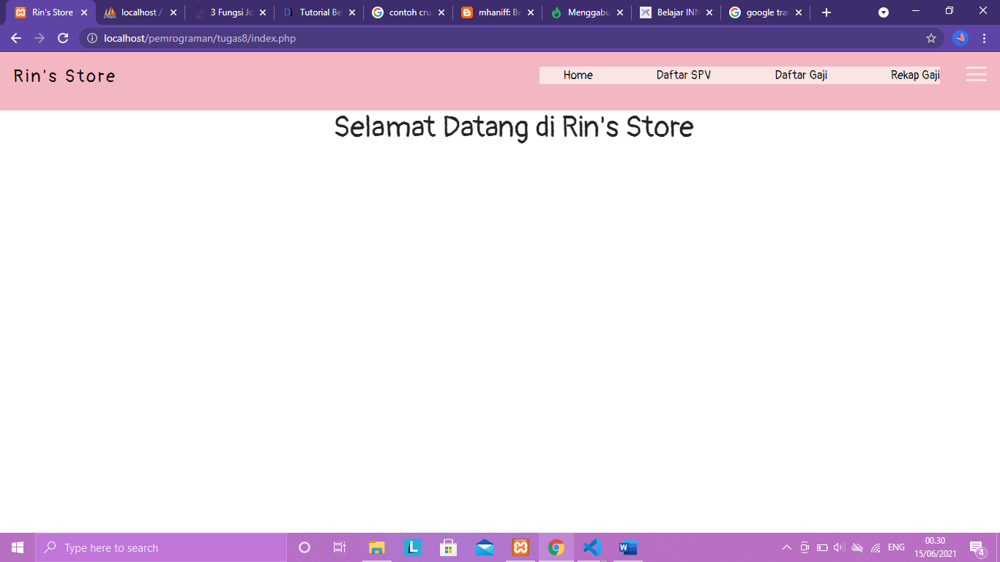 Rin's Store
localhost /
3 Fungsi Jo
Tutorial Be
contoh cru
mhaniff: Be
Menggabu
Belajar INN
google tran
localhost/pemrograman/tugas8/index.php
Rin's Store
Home
Daftar SPV
Daftar Gaji
Rekap Gaji
Selamat Datang di Rin's Store
Type here to search
ENG
00.30
15/06/2021
4